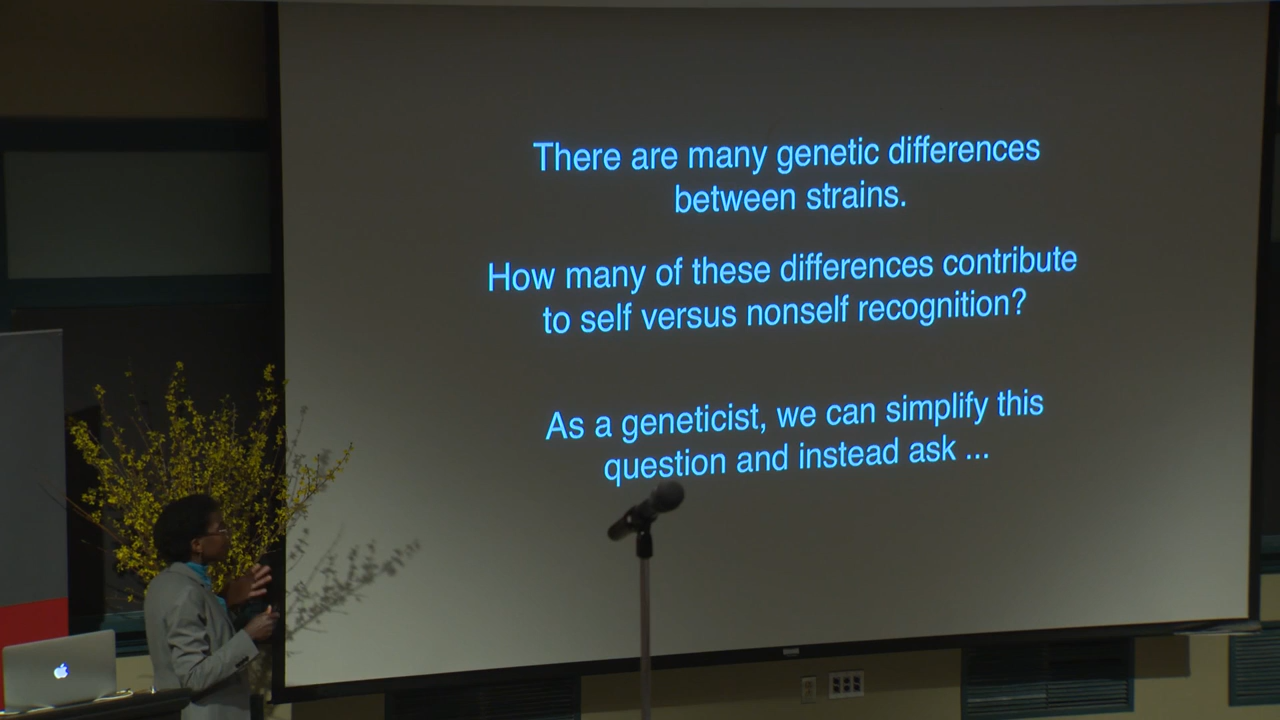 There are many genetic differences
between strains.
How many of these differences contribute
to self versus nonself recognition?
As a geneticist, we can simplify this
question and instead ask ...